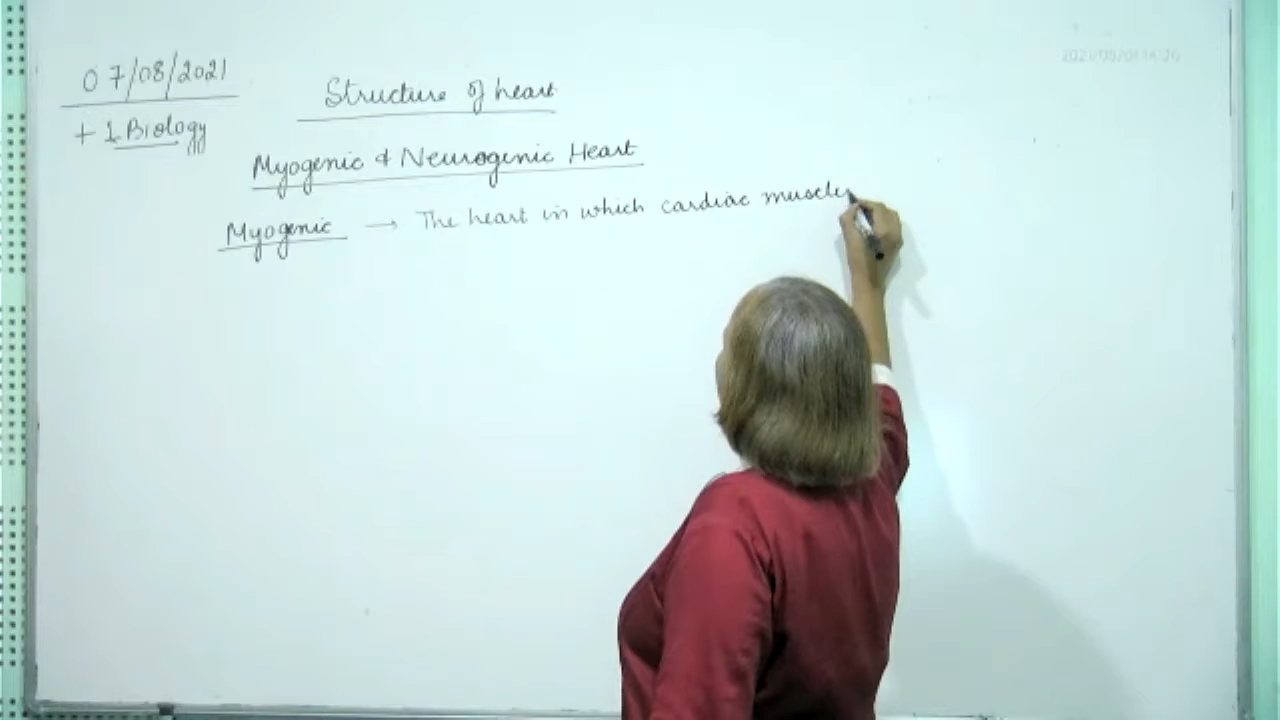 07/08/2021
+1 Biology
Structure of heart
Myogenic & Neurogenic Heart
Myogenic → The heart in which cardiac muscles